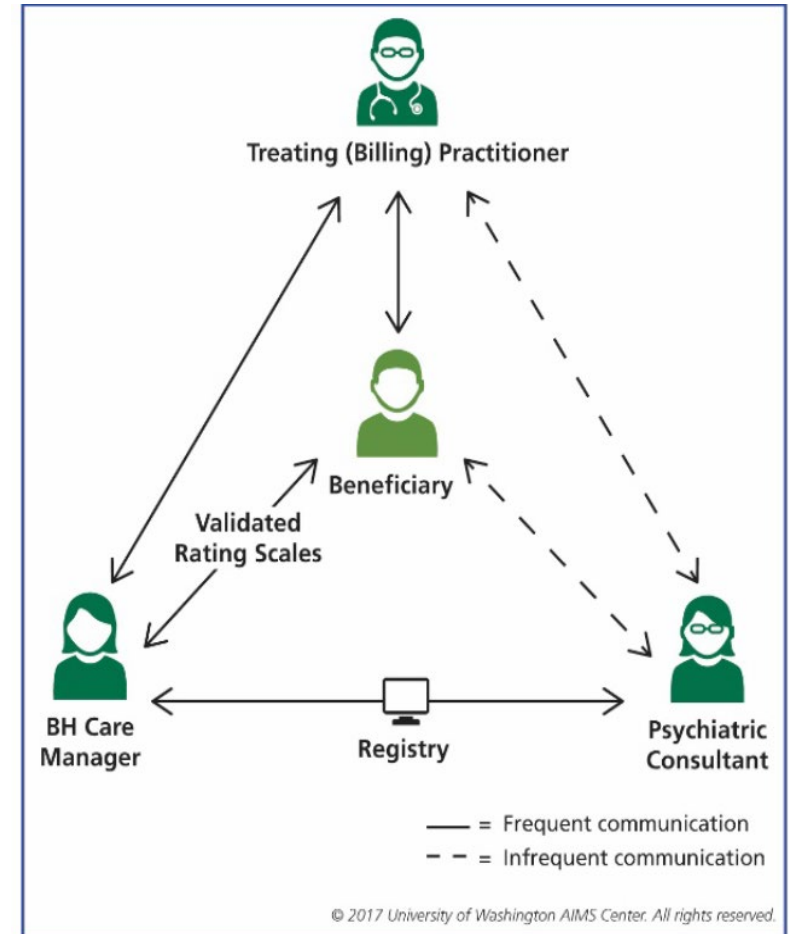 Treating (Billing) Practitioner
Beneficiary
Validated
Rating Scales
BH Care
Manager
Registry
Psychiatric
Consultant
= Frequent communication
= Infrequent communication
© 2017 University of Washington AIMS Center. All rights reserved.